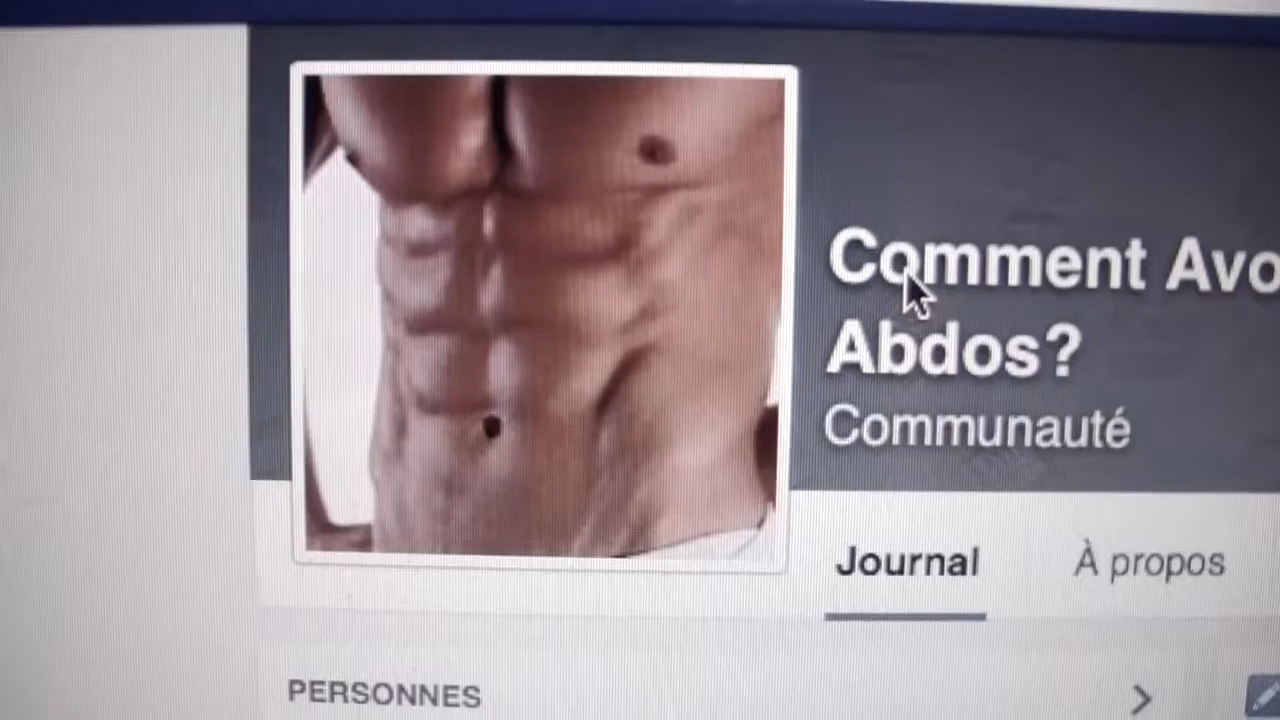 Comment Avo
Abdos?
Communauté
Journal
À propos
PERSONNES